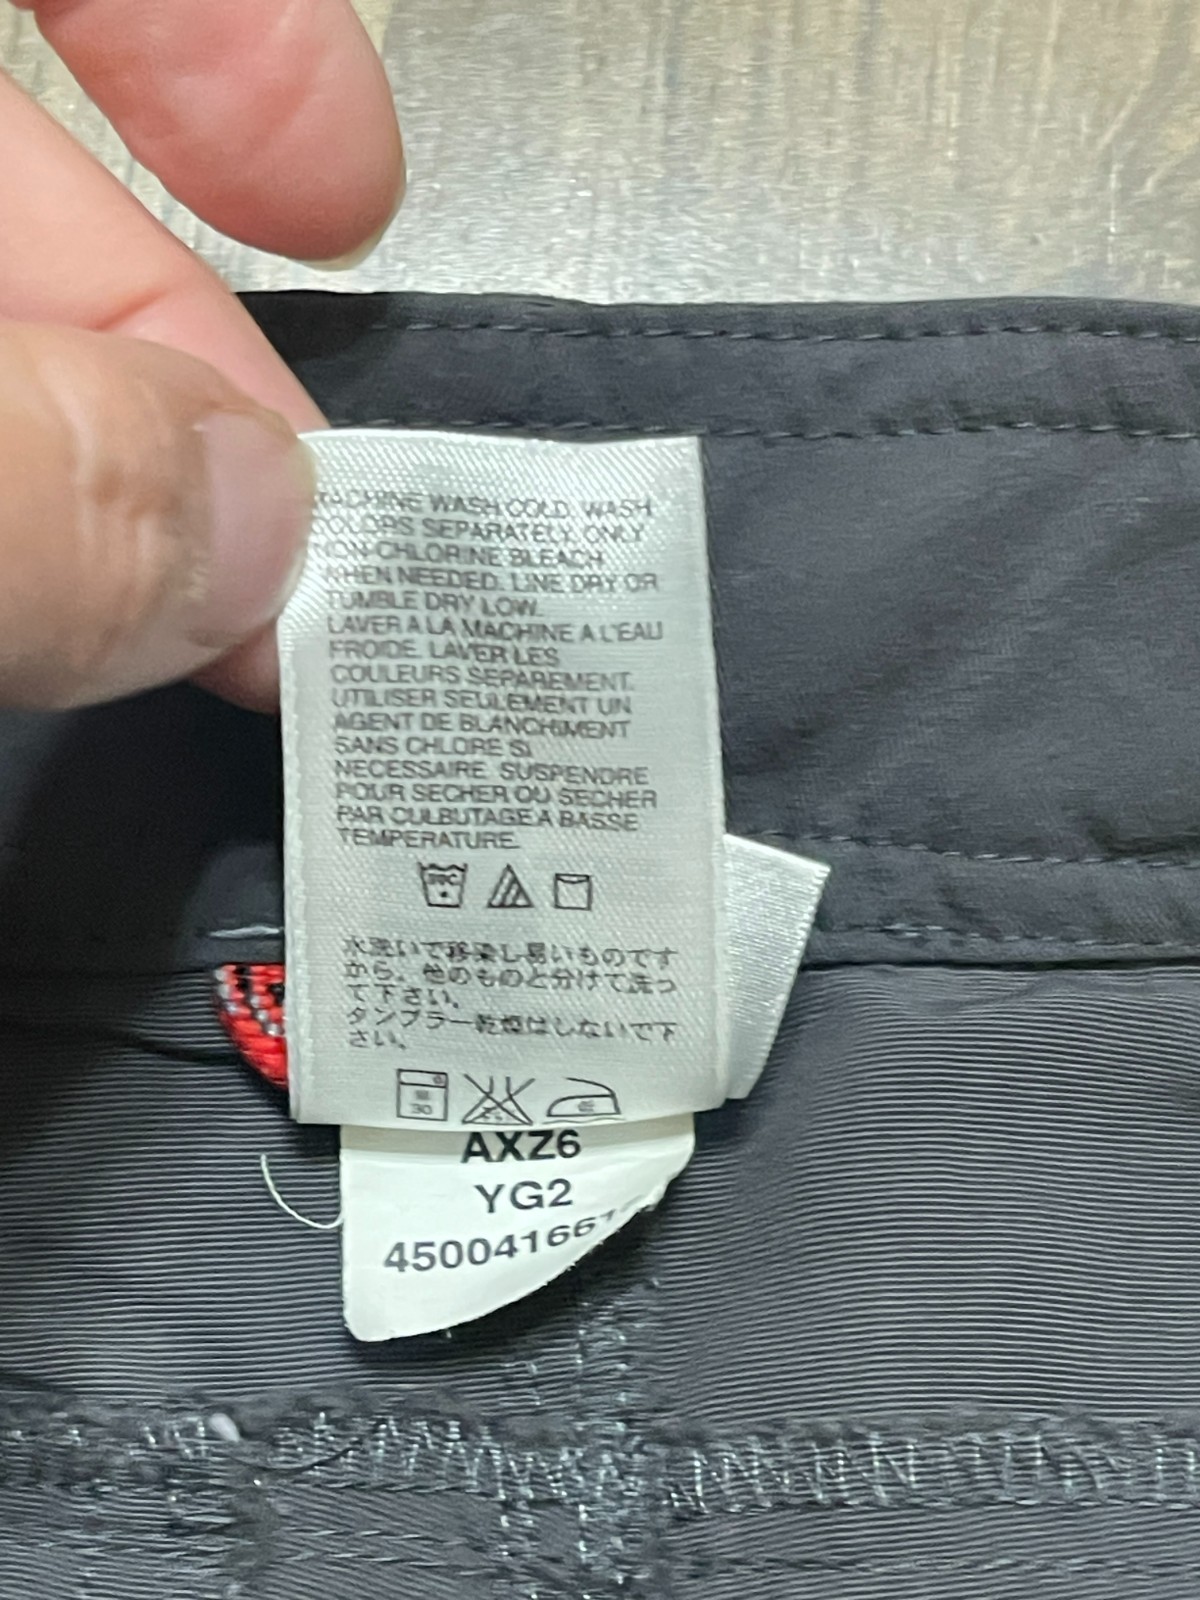 MACHINE WASH COLD. WASH
COLORS SEPARATELY. ONLY
NON-CHLORINE BLEACH
WHEN NEEDED. LINE DRY OR
TUMBLE DRY LOW.
LAVER A LA MACHINE A L'EAU
FROIDE. LAVER LES
COULEURS SEPAREMENT.
UTILISER SEULEMENT UN
AGENT DE BLANCHIMENT
SANS CHLORE SI
NECESSAIRE. SUSPENDRE
POUR SECHER OU SECHER
PAR CULBUTAGE A BASSE
TEMPERATURE.
水洗いで移染し易いものです
から、他のものと分けて洗っ
て下さい。
タンブラー乾燥はしないで下
さい。
30
AXZ6
YG2
450041661